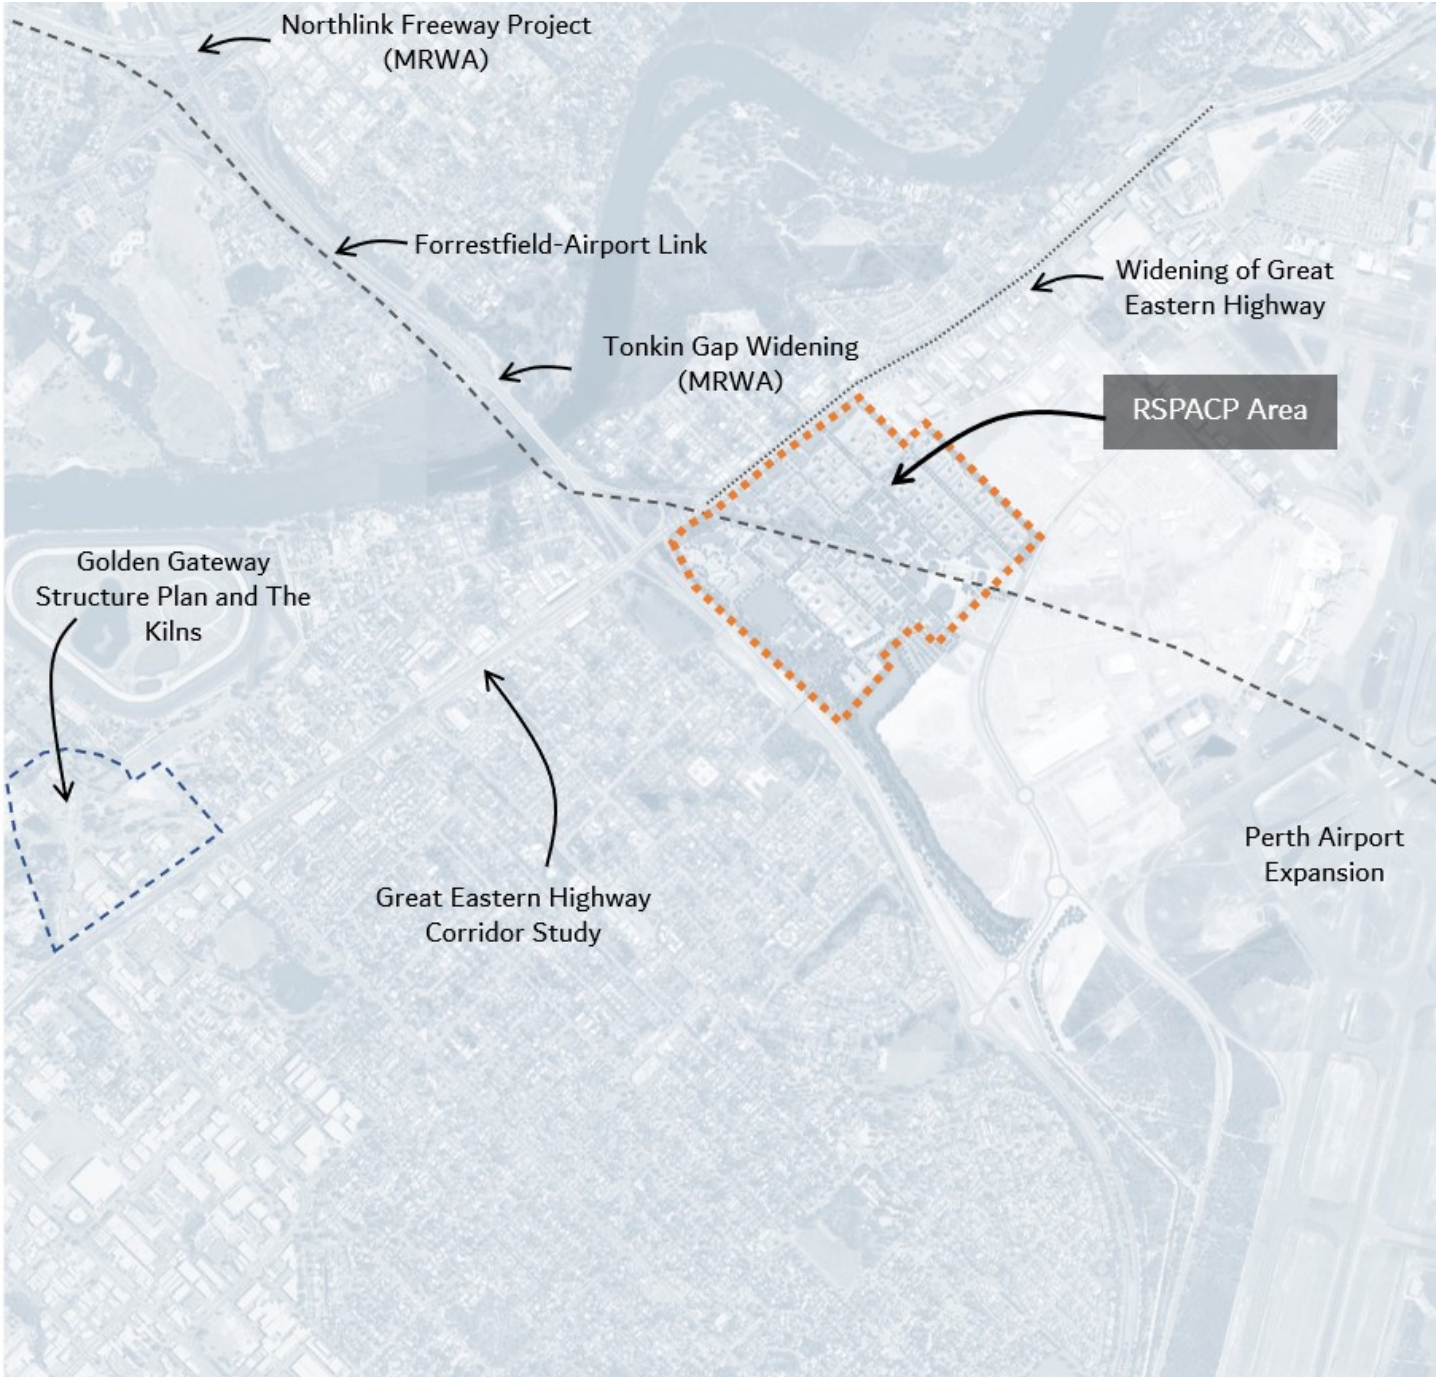 Northlink Freeway Project
(MRWA)
Forrestfield-Airport Link
Widening of Great
Eastern Highway
Tonkin Gap Widening
(MRWA)
RSPACP Area
Golden Gateway
Structure Plan and The
Kilns
Perth Airport
Expansion
Great Eastern Highway
Corridor Study